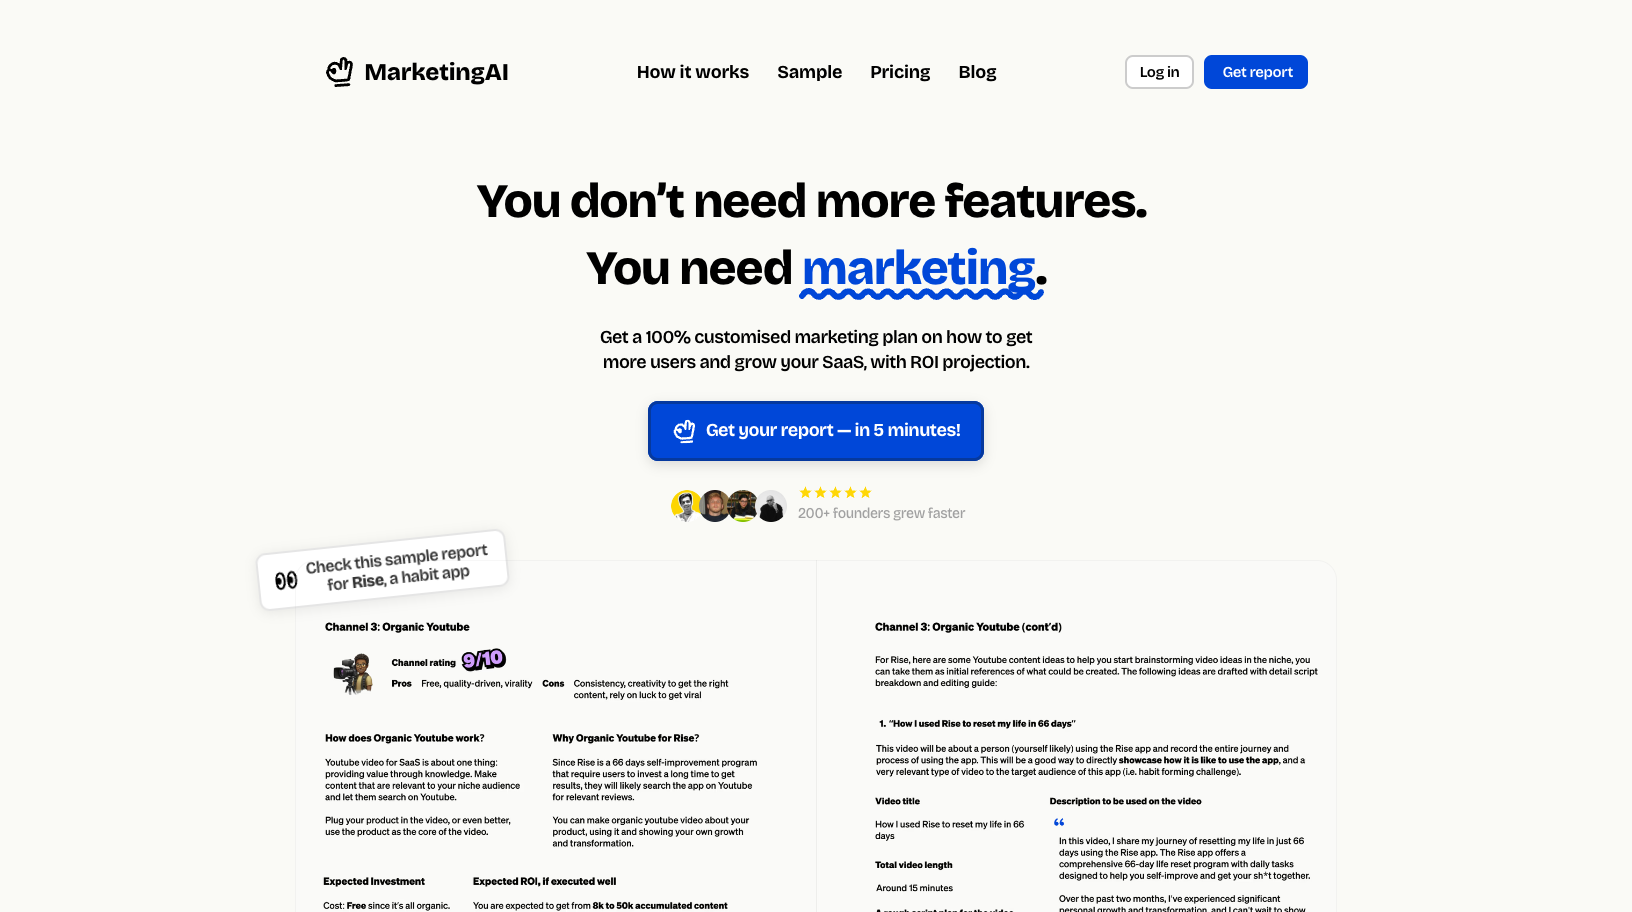 MarketingAI
How it works
Sample
Pricing
Blog
Log in
Get report
You don’t need more features.
You need marketing.
Get a 100% customised marketing plan on how to get
more users and grow your SaaS, with ROI projection.
Get your report — in 5 minutes!
200+ founders grew faster
Check this sample report
for Rise, a habit app
Channel 3: Organic Youtube
Channel rating 9/10
Pros Free, quality-driven, virality Cons Consistency, creativity to get the right
content, rely on luck to get viral
How does Organic Youtube work?
Youtube video for SaaS is about one thing:
providing value through knowledge. Make
content that are relevant to your niche audience
and let them search on Youtube.
Plug your product in the video, or even better,
use the product as the core of the video.
Why Organic Youtube for Rise?
Since Rise is a 66 days self-improvement program
that require users to invest a long time to get
results, they will likely search the app on Youtube
for relevant reviews.
You can make organic youtube video about your
product, using it and showing your own growth
and transformation.
Expected Investment
Cost: Free since it’s all organic.
Expected ROI, if executed well
You are expected to get from 8k to 50k accumulated content
Channel 3: Organic Youtube (cont’d)
For Rise, here are some Youtube content ideas to help you start brainstorming video ideas in the niche, you
can take them as initial references of what could be created. The following ideas are drafted with detail script
breakdown and editing guide:
1. “How I used Rise to reset my life in 66 days”
This video will be about a person (yourself likely) using the Rise app and record the entire journey and
process of using the app. This will be a good way to directly showcase how it is like to use the app, and a
very relevant type of video to the target audience of this app (i.e. habit forming challenge).
Video title
How I used Rise to reset my life in 66
days
Total video length
Around 15 minutes
A rough script plan for the video
Description to be used on the video
“
In this video, I share my journey of resetting my life in just 66
days using the Rise app. The Rise app offers a
comprehensive 66-day life reset program with daily tasks
designed to help you self-improve and get your sh*t together.
Over the past two months, I’ve experienced significant
personal growth and transformation, and I can’t wait to show